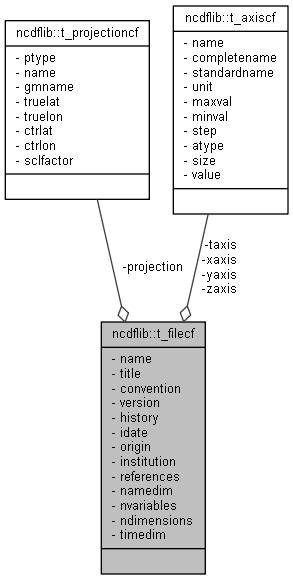 ncdflib::t_projectioncf
- ptype
- name
- gmname
- truelat
- truelon
- ctrlat
- ctrlon
- sclfactor
ncdflib::t_axiscf
- name
- completename
- standardname
- unit
- maxval
- minval
- step
- atype
- size
- value
-projection
-taxis
-xaxis
-yaxis
-zaxis
ncdflib::t_filecf
- name
- title
- convention
- version
- history
- idate
- origin
- institution
- references
- namedim
- nvariables
- ndimensions
- timedim